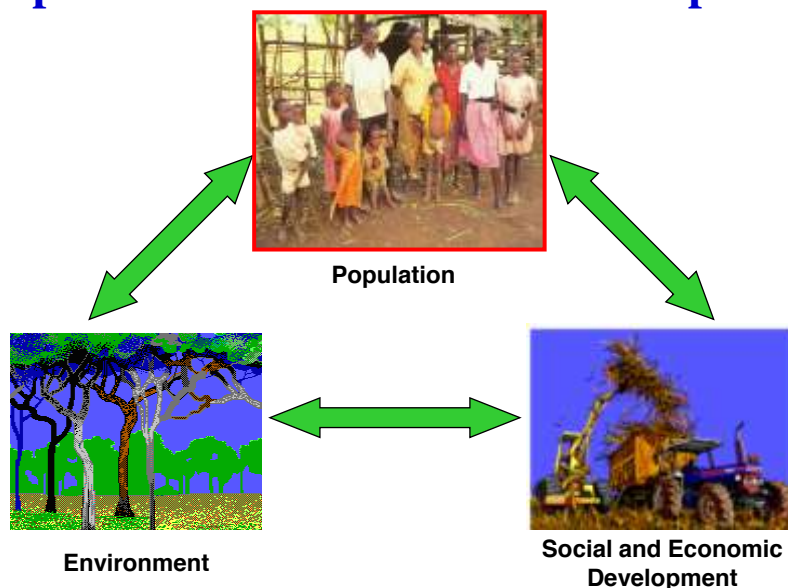 Population
Environment
Social and Economic
Development